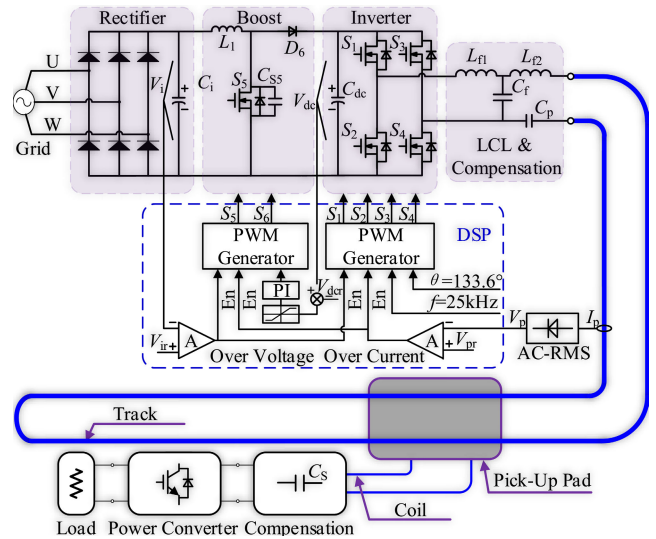 Rectifier
Boost
Inverter
L1
D6
S1
S3
Lf1
Lf2
U
V
W
Grid
Vi
Ci
S5
CS5
Vdc
Cdc
Cf
Cp
S2
S4
LCL &
Compensation
S5
S6
S1
S2
S3
S4
DSP
PWM
Generator
PWM
Generator
En
En
PI
+
Vdcr
En
En
θ=133.6°
f=25kHz
Vp
Ip
AC-RMS
Vir+
A
Over Voltage
Over Current
A
+Vpr
Track
Pick-Up Pad
CS
Coil
Load
Power Converter
Compensation